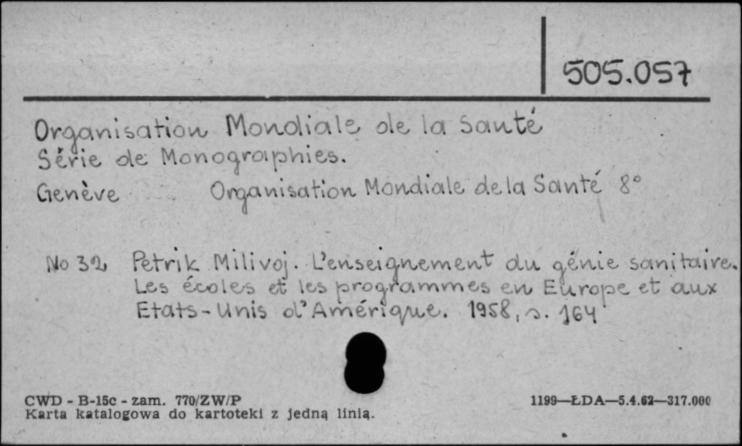 505.057
Organisation Mondiale de la Santé
Série de Monographies.
Genève Organisation Mondiale de la Santé 8°
No 32 Petrik Milivoj. L'enseignement du génie sanitaire.
Les écoles et les programmes en Europe et aux
Etats-Unis d'Amérique. 1958, s. 164
CWD - B-15c - zam. 770/ZW/P 1199—ŁDA—5.4.62—317.000
Karta katalogowa do kartoteki z jedną linią.